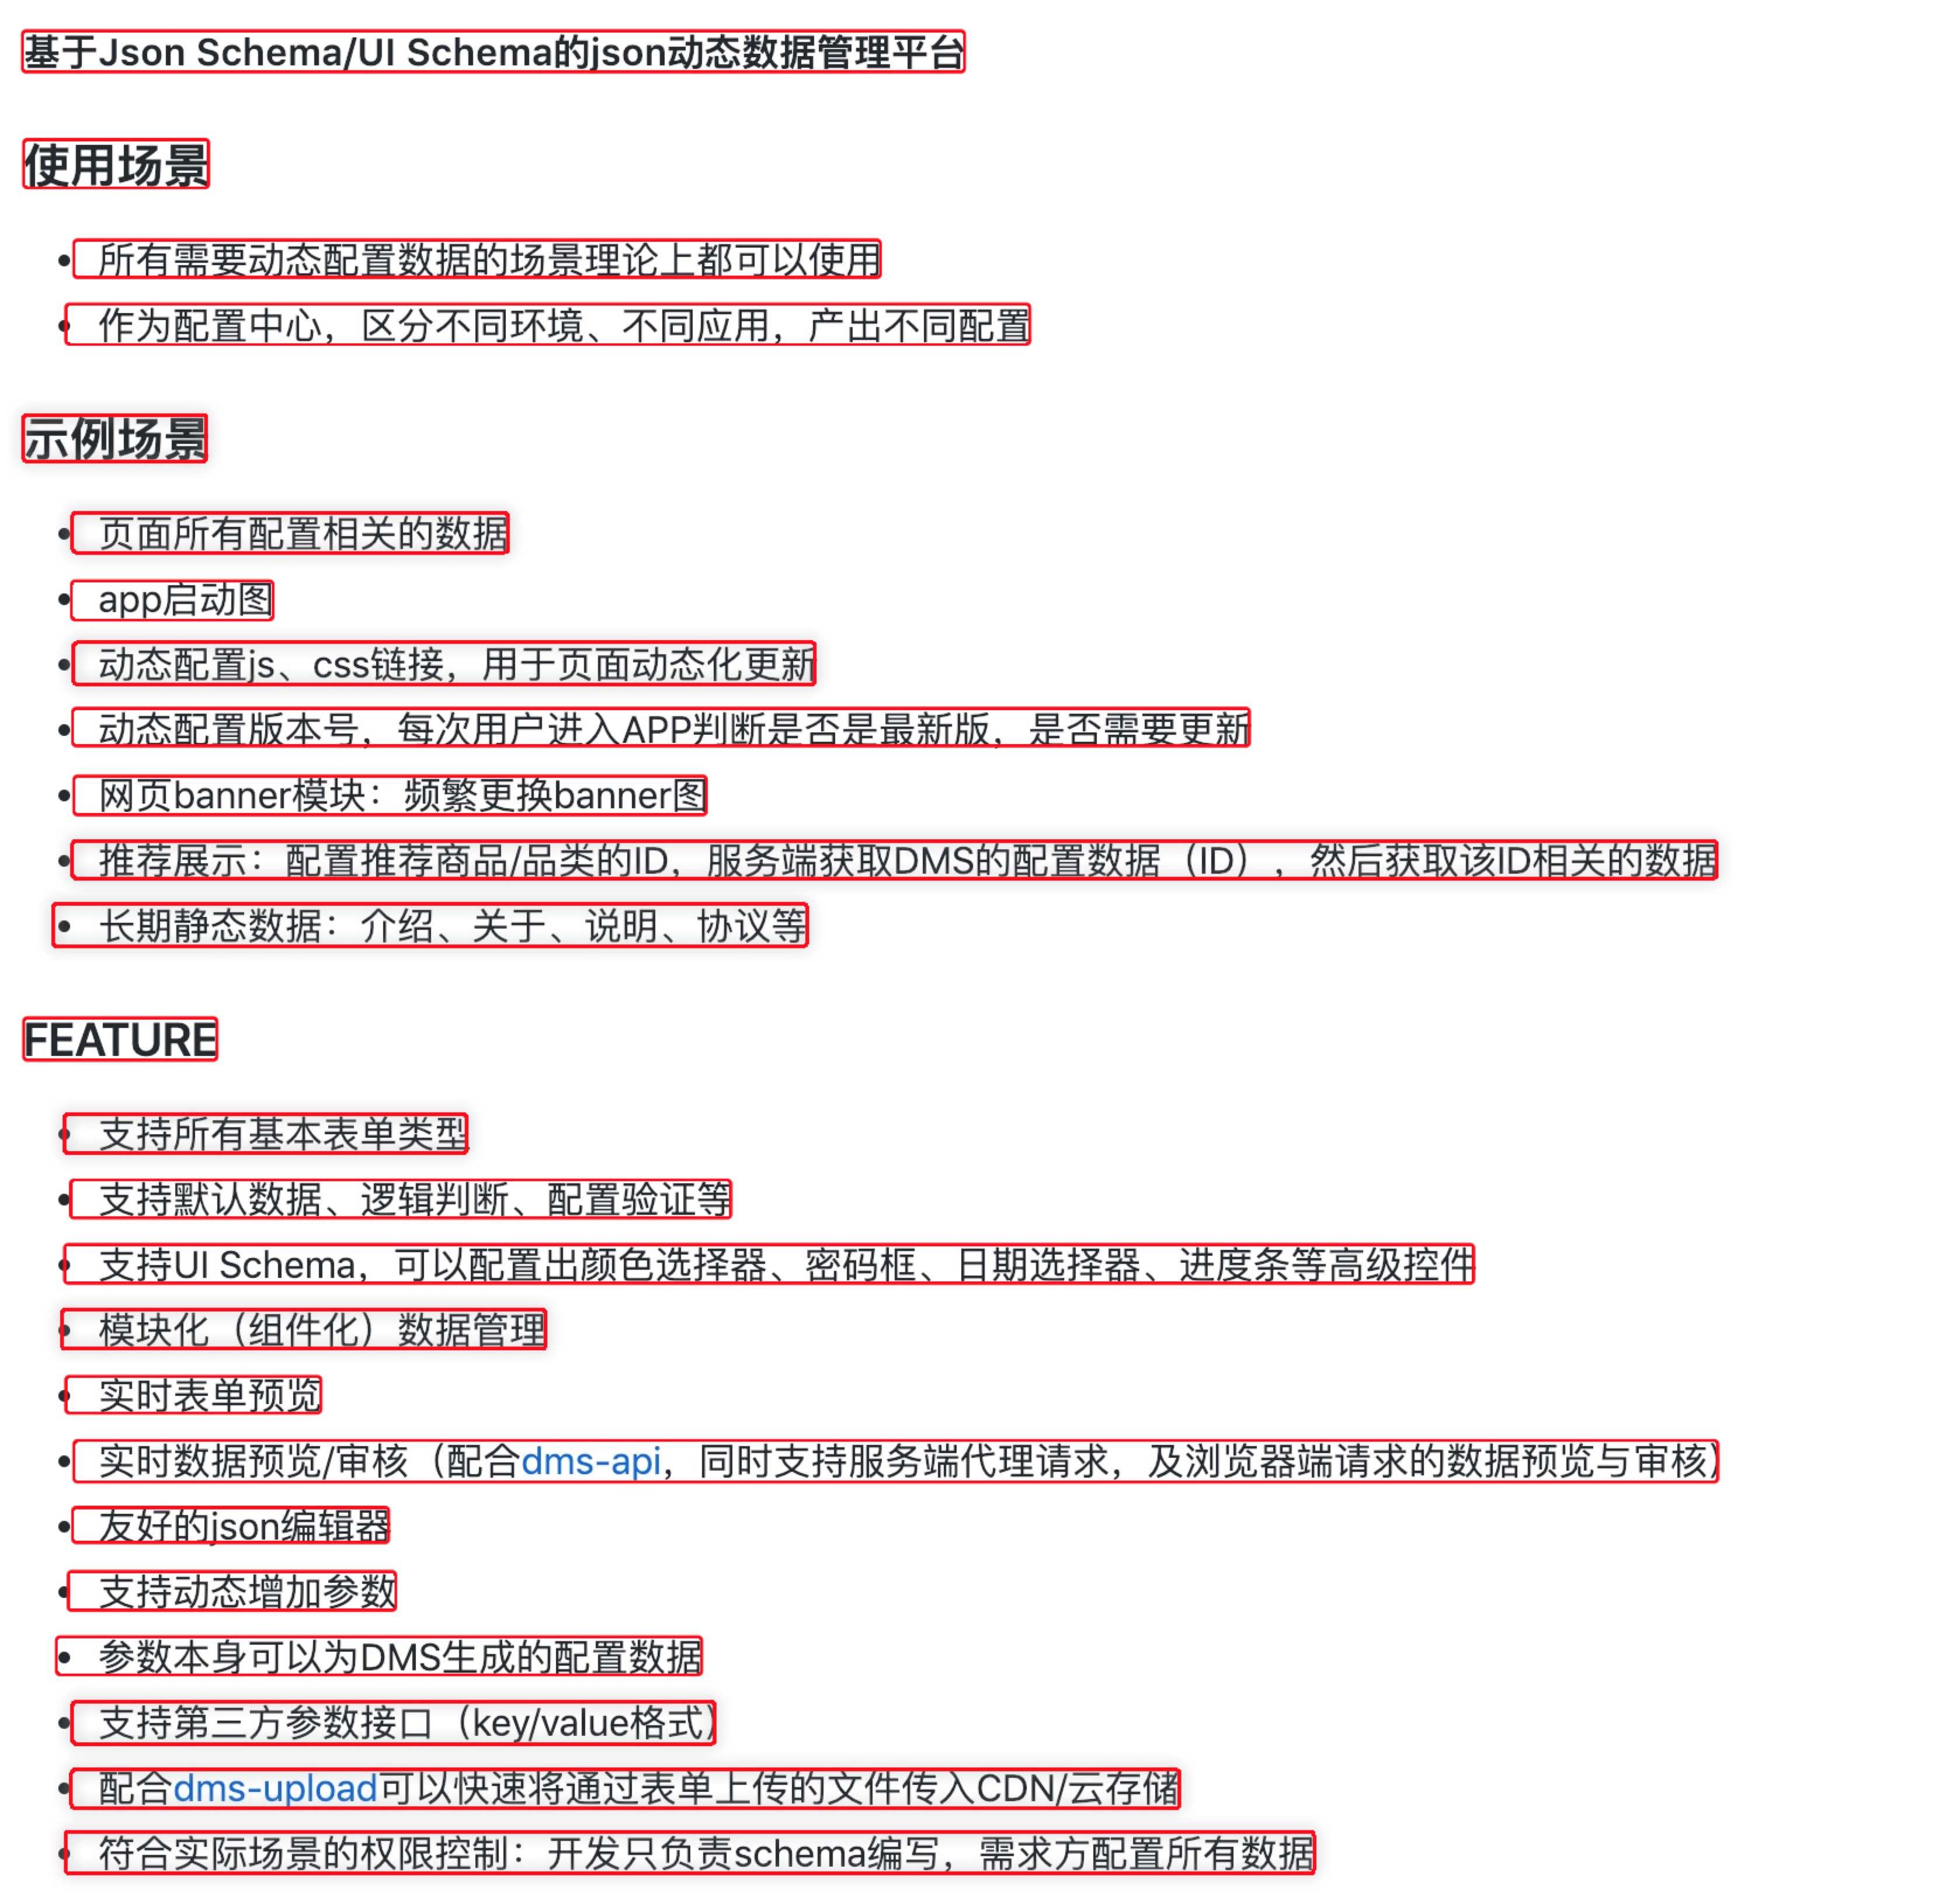 基于Json Schema/UI Schema的json动态数据管理平台
使用场景
• 所有需要动态配置数据的场景理论上都可以使用
• 作为配置中心，区分不同环境、不同应用，产出不同配置
示例场景
• 页面所有配置相关的数据
• app启动图
• 动态配置js、css链接，用于页面动态化更新
• 动态配置版本号，每次用户进入APP判断是否是最新版，是否需要更新
• 网页banner模块：频繁更换banner图
• 推荐展示：配置推荐商品/品类的ID，服务端获取DMS的配置数据（ID），然后获取该ID相关的数据
• 长期静态数据：介绍、关于、说明、协议等
FEATURE
• 支持所有基本表单类型
• 支持默认数据、逻辑判断、配置验证等
• 支持UI Schema，可以配置出颜色选择器、密码框、日期选择器、进度条等高级控件
• 模块化（组件化）数据管理
• 实时表单预览
• 实时数据预览/审核（配合dms-api，同时支持服务端代理请求，及浏览器端请求的数据预览与审核）
• 友好的json编辑器
• 支持动态增加参数
• 参数本身可以为DMS生成的配置数据
• 支持第三方参数接口（key/value格式）
• 配合dms-upload可以快速将通过表单上传的文件传入CDN/云存储
• 符合实际场景的权限控制：开发只负责schema编写，需求方配置所有数据